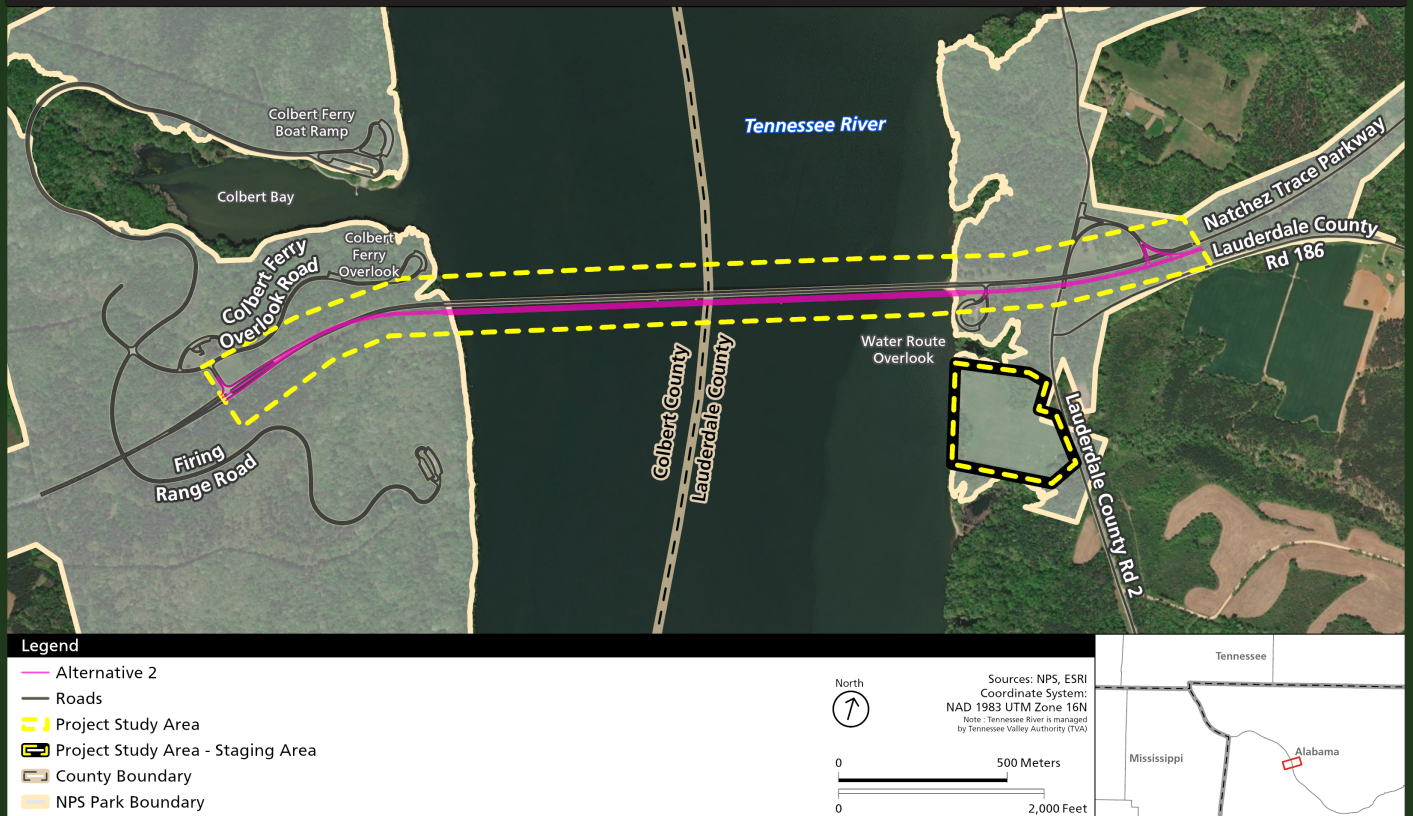 Colbert Ferry
Boat Ramp
Tennessee River
Colbert Bay
Colbert
Ferry
Overlook
Colbert Ferry
Overlook Road
Natchez Trace Parkway
Lauderdale County
Rd 186
Water Route
Overlook
Colbert County
Lauderdale County
Firing
Range Road
Lauderdale County Rd 2
Legend
Alternative 2
Roads
Project Study Area
Project Study Area - Staging Area
County Boundary
NPS Park Boundary
North
Sources: NPS, ESRI
Coordinate System:
NAD 1983 UTM Zone 16N
Note : Tennessee River is managed
by Tennessee Valley Authority (TVA)
0 500 Meters
0 2,000 Feet
Tennessee
Mississippi
Alabama